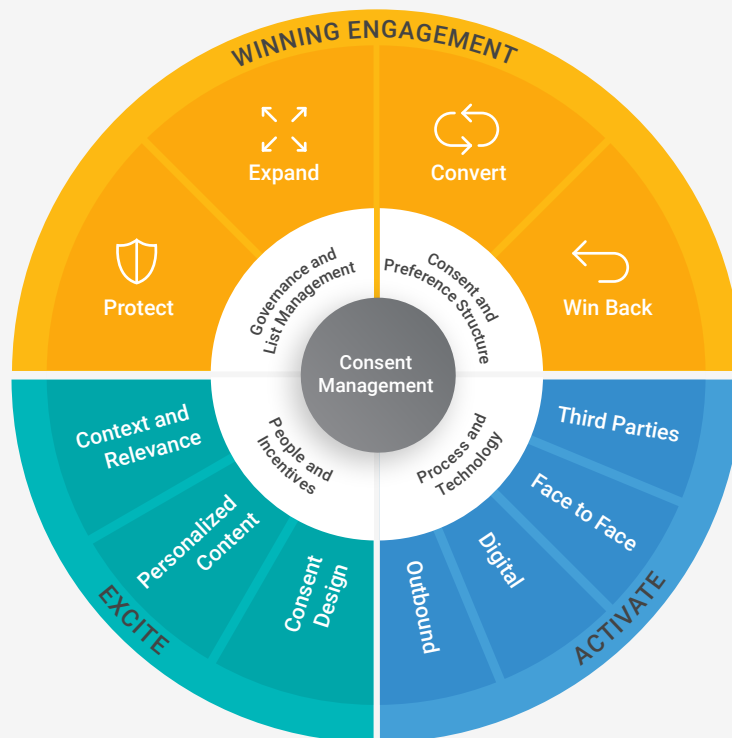 WINNING ENGAGEMENT
Protect
Expand
Convert
Win Back
Governance and
List Management
Consent and
Preference Structure
Consent
Management
People and
Incentives
Process and
Technology
Context and
Relevance
Personalized
Content
Consent
Design
EXCITE
Third Parties
Face to Face
Digital
Outbound
ACTIVATE